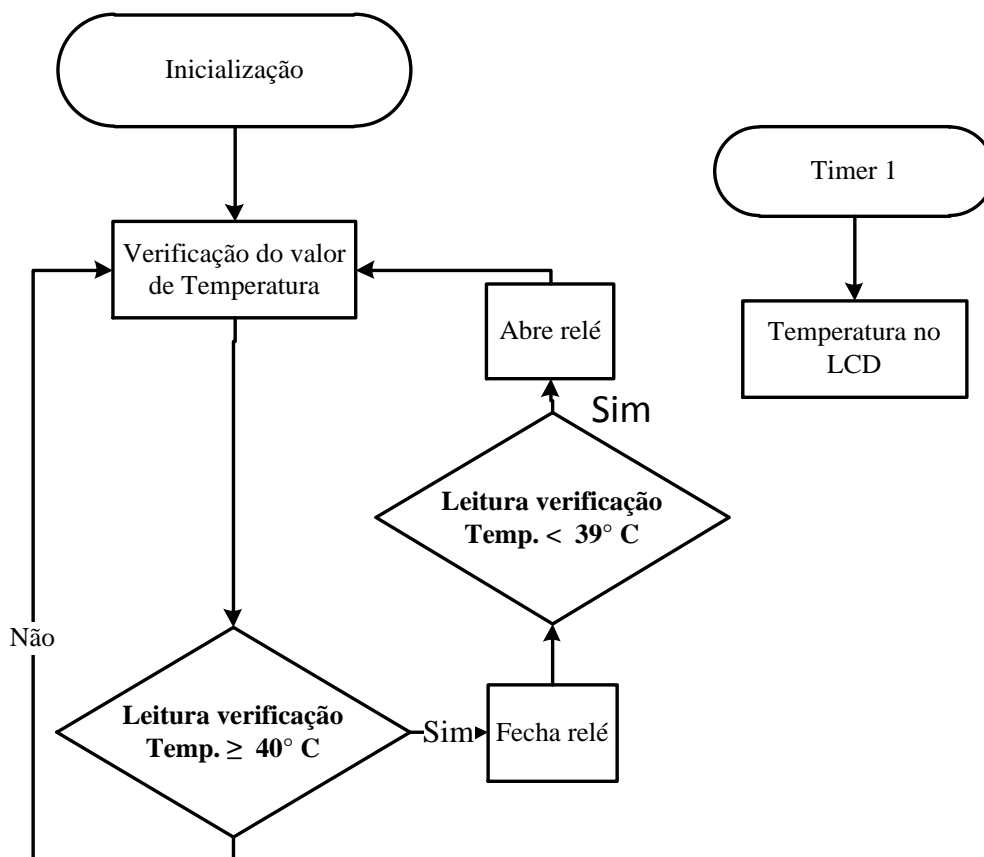 Inicialização
Timer 1
Verificação do valor
de Temperatura
Abre relé
Temperatura no
LCD
Sim
Leitura verificação
Temp. < 39° C
Não
Leitura verificação
Temp. ≥ 40° C
Sim
Fecha relé